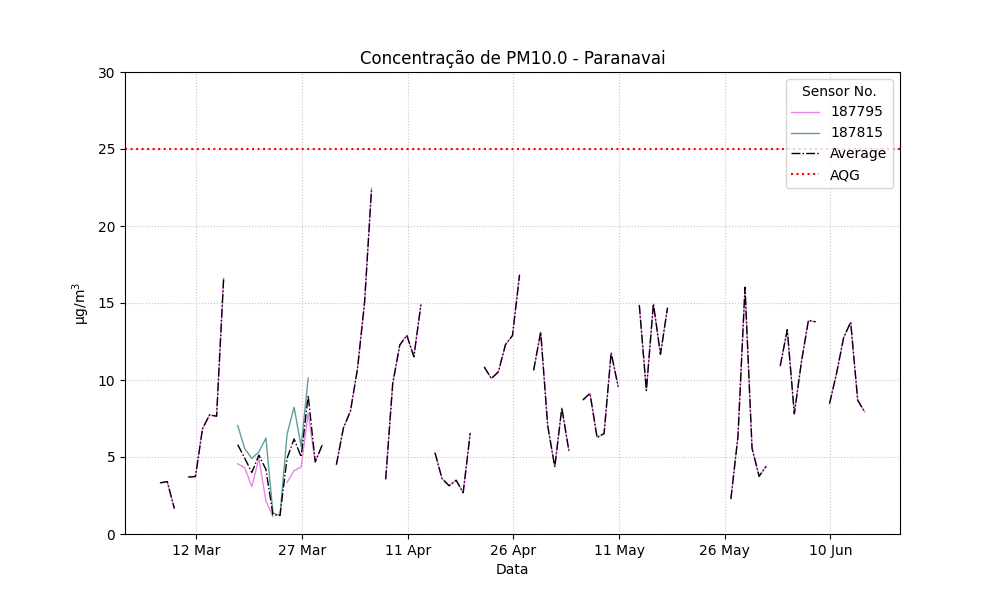 Concentração de PM10.0 - Paranavai
30
25
20
15
10
5
0
µg/m³
Sensor No.
187795
187815
Average
AQG
12 Mar
27 Mar
11 Apr
26 Apr
11 May
26 May
10 Jun
Data